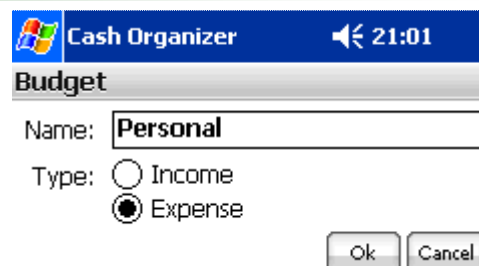 Cash Organizer 21:01
Budget
Name: Personal
Type: Income
Expense
Ok Cancel